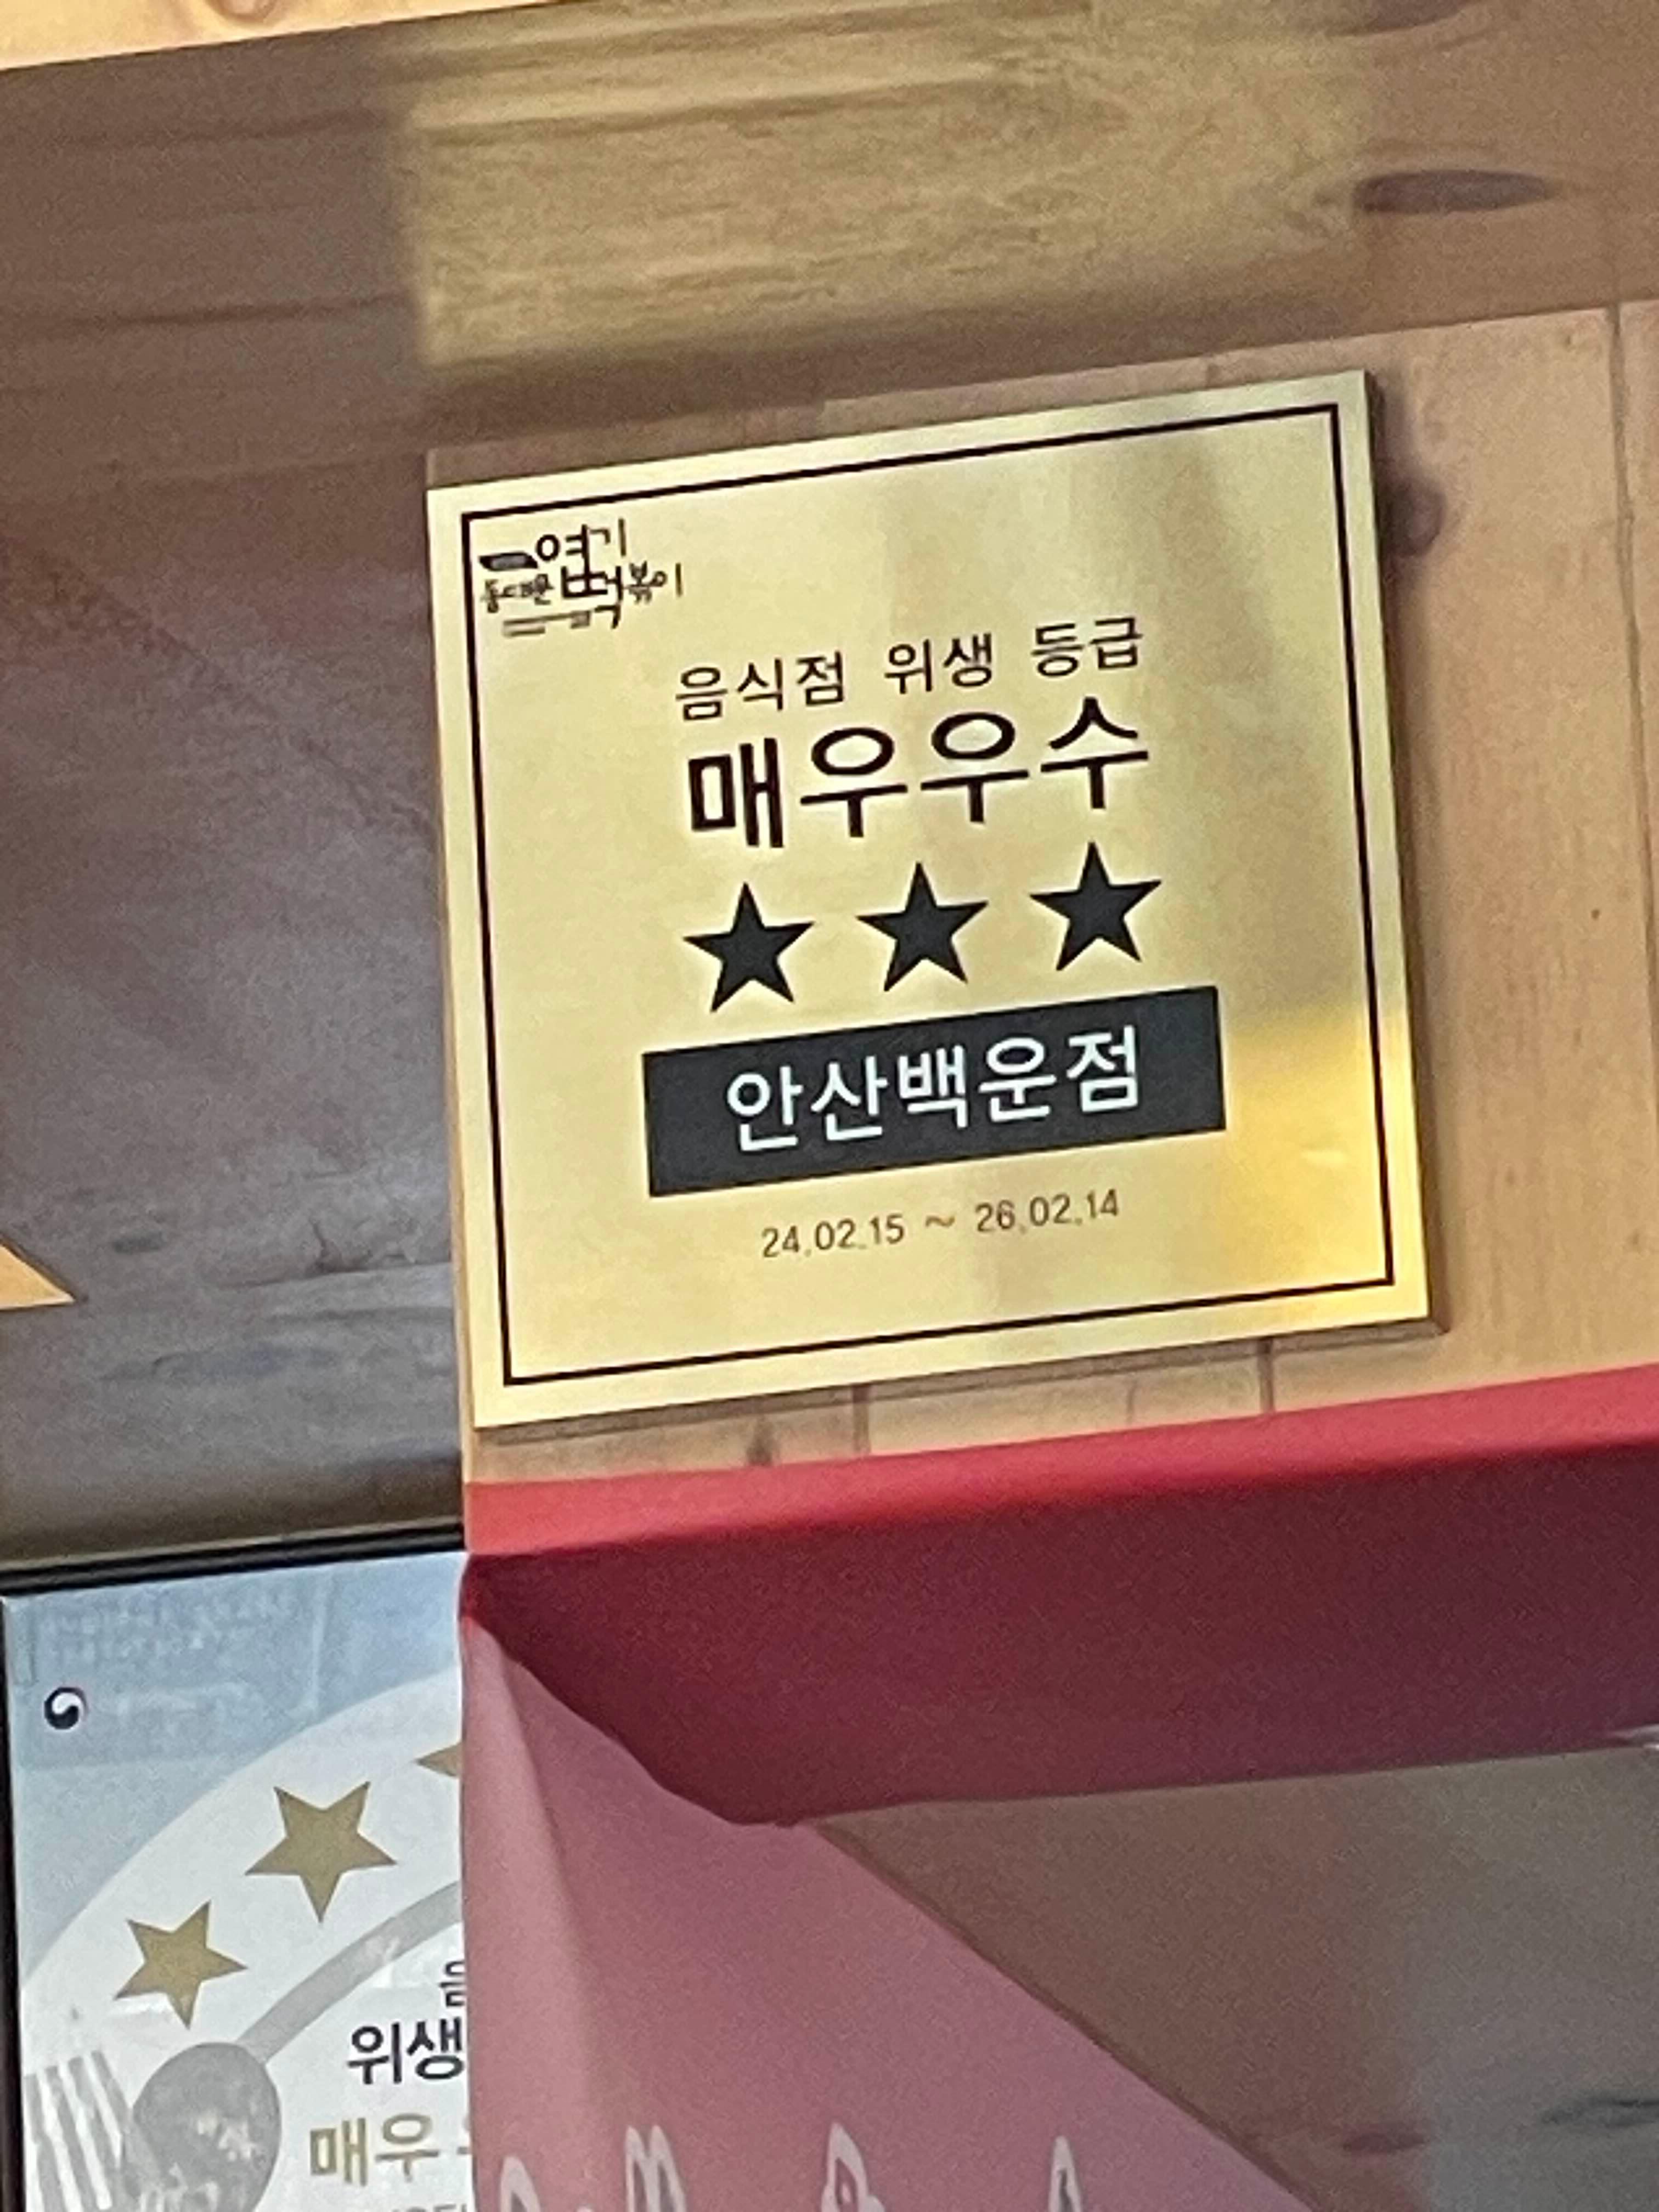 엽기
동대문 떡볶이
음식점 위생 등급
매우우수
★★★
안산백운점
24.02.15 ~ 26.02.14
음
위생
매우